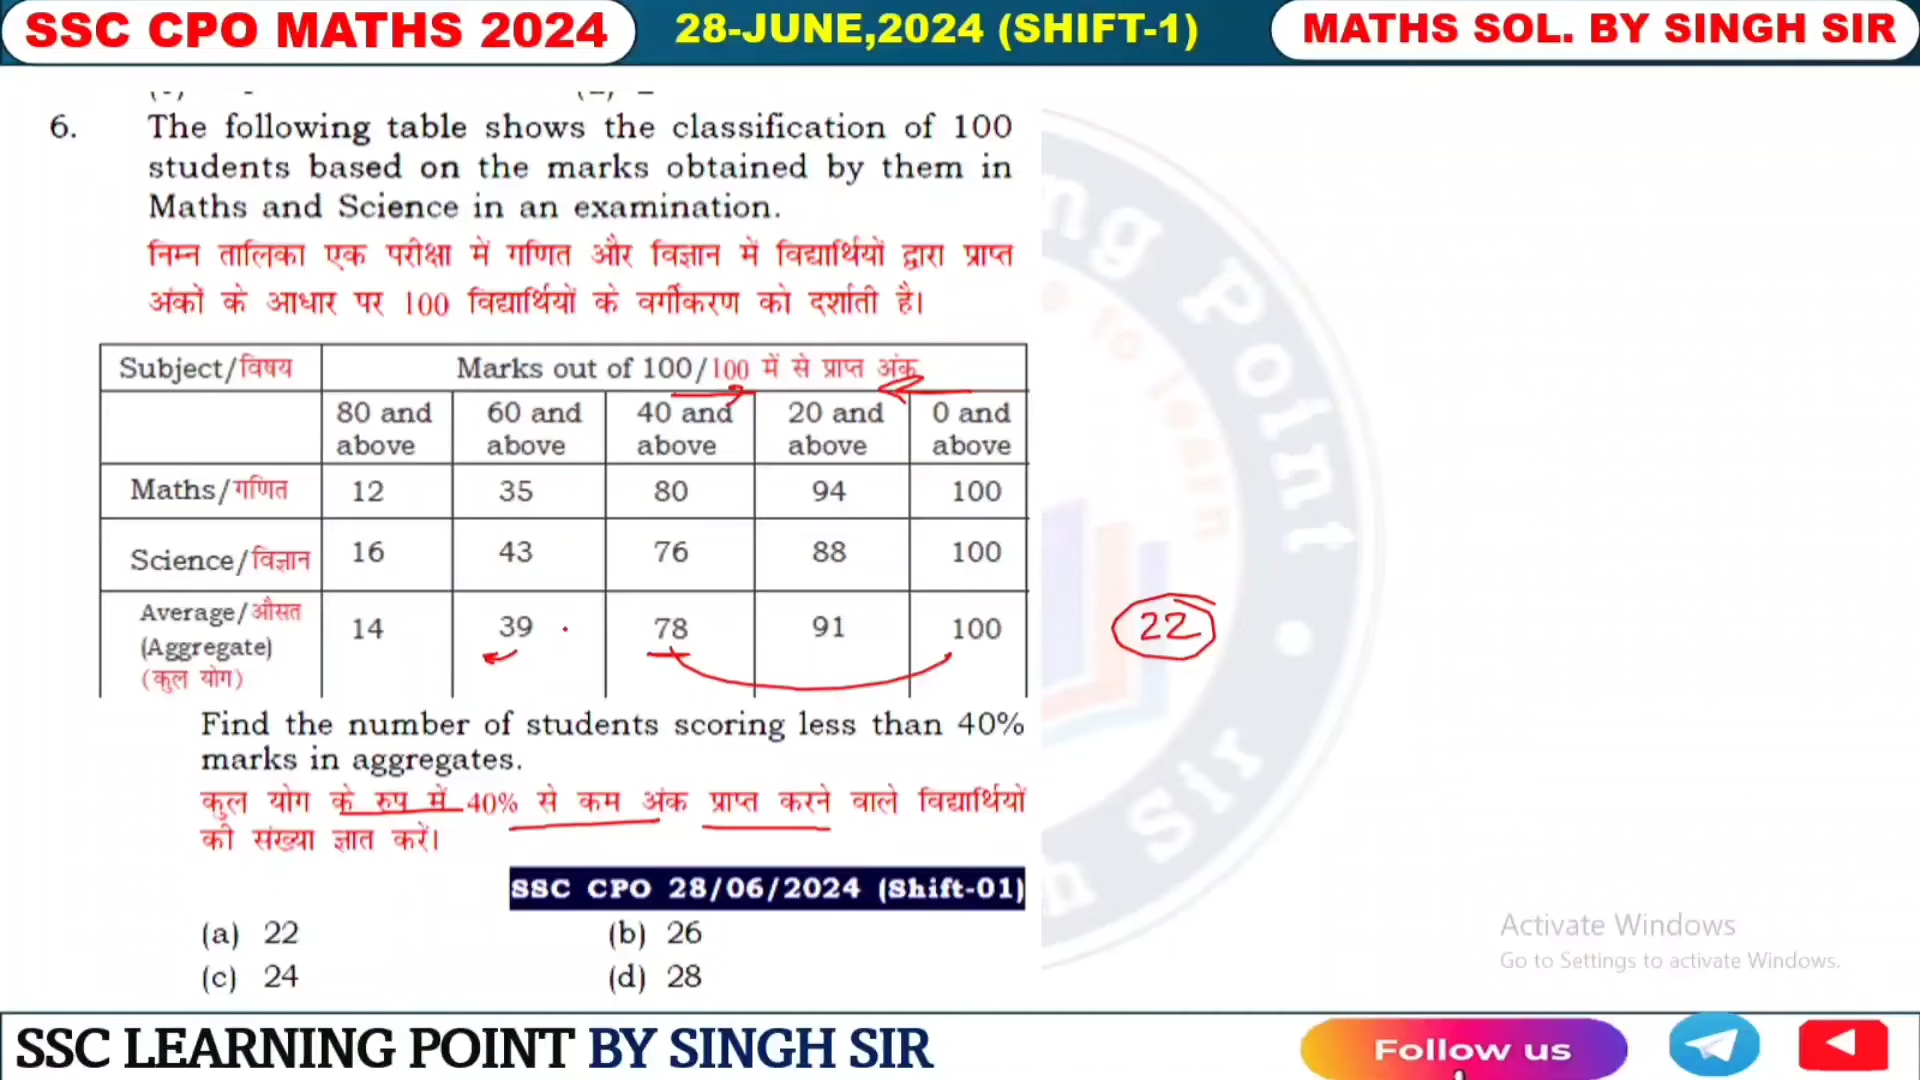 SSC CPO MATHS 2024 28-JUNE,2024 (SHIFT-1) MATHS SOL. BY SINGH SIR
6. The following table shows the classification of 100
students based on the marks obtained by them in
Maths and Science in an examination.
निम्न तालिका एक परीक्षा में गणित और विज्ञान में विद्यार्थियों द्वारा प्राप्त
अंकों के आधार पर 100 विद्यार्थियों के वर्गीकरण को दर्शाती है।
Subject/विषय Marks out of 100/100 में से प्राप्त अंक
80 and above 60 and above 40 and above 20 and above 0 and above
Maths/गणित 12 35 80 94 100
Science/विज्ञान 16 43 76 88 100
Average/औसत (Aggregate) (कुल योग) 14 39 78 91 100
22
Find the number of students scoring less than 40%
marks in aggregates.
कुल योग के रुप में 40% से कम अंक प्राप्त करने वाले विद्यार्थियों
की संख्या ज्ञात करें।
SSC CPO 28/06/2024 (Shift-01)
(a) 22 (b) 26
(c) 24 (d) 28
Activate Windows
Go to Settings to activate Windows.
SSC LEARNING POINT BY SINGH SIR Follow us